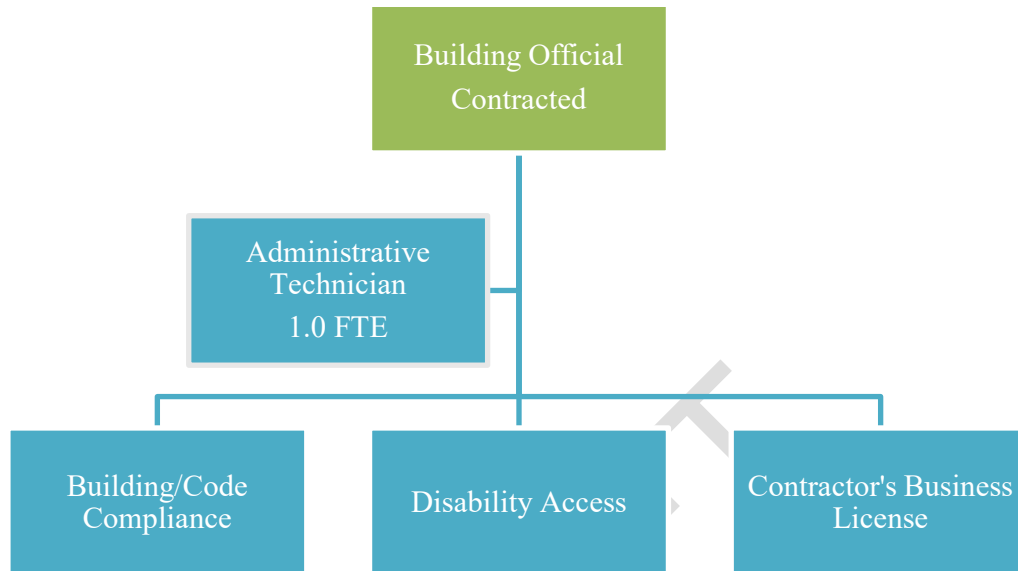 Building Official
Contracted
Administrative
Technician
1.0 FTE
Building/Code
Compliance
Disability Access
Contractor's Business
License